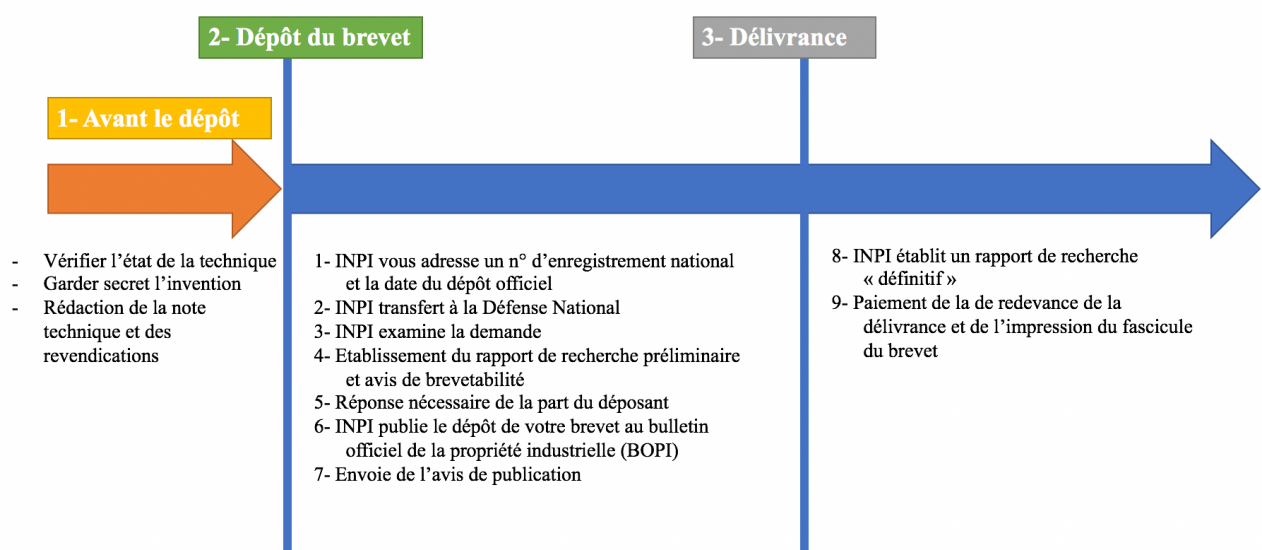 2- Dépôt du brevet
3- Délivrance
1- Avant le dépôt
- Vérifier l’état de la technique
- Garder secret l’invention
- Rédaction de la note
technique et des
revendications
1- INPI vous adresse un n° d’enregistrement national
et la date du dépôt officiel
2- INPI transfert à la Défense National
3- INPI examine la demande
4- Etablissement du rapport de recherche préliminaire
et avis de brevetabilité
5- Réponse nécessaire de la part du déposant
6- INPI publie le dépôt de votre brevet au bulletin
officiel de la propriété industrielle (BOPI)
7- Envoie de l’avis de publication
8- INPI établit un rapport de recherche
« définitif »
9- Paiement de la de redevance de la
délivrance et de l’impression du fascicule
du brevet